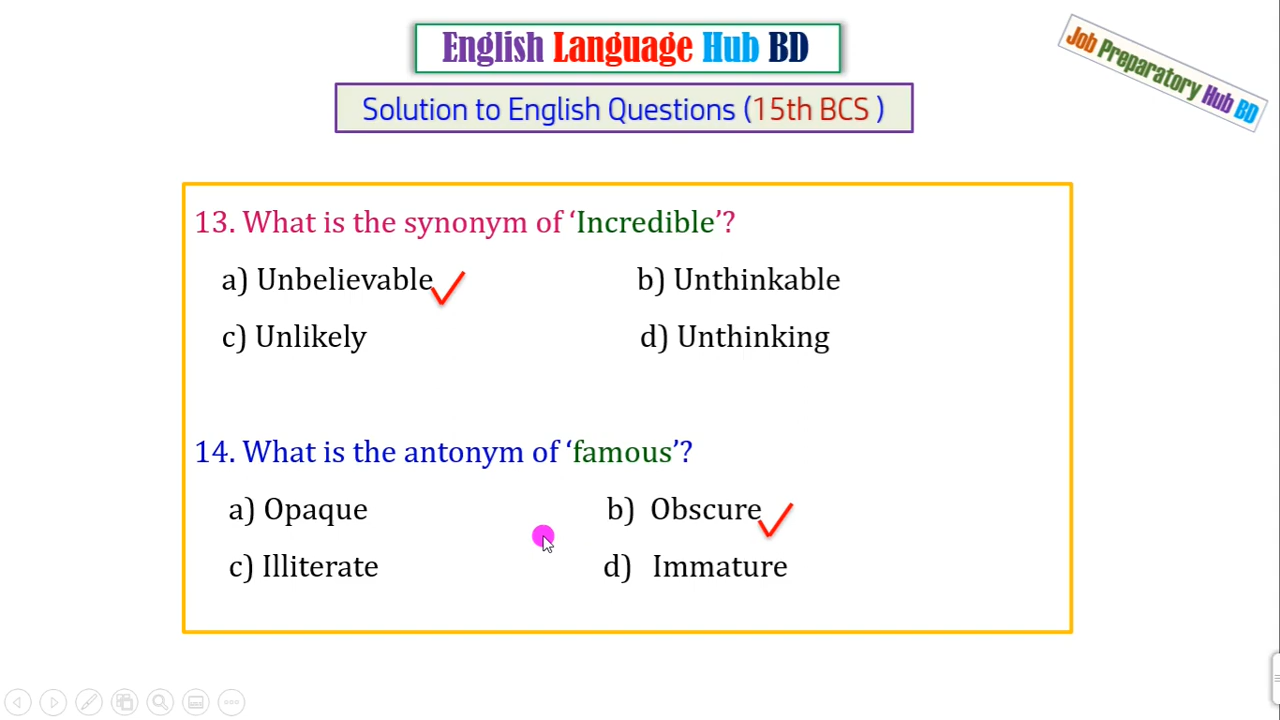 English Language Hub BD
Job Preparatory Hub BD
Solution to English Questions (15th BCS )
13. What is the synonym of ‘Incredible’?
a) Unbelievable b) Unthinkable
c) Unlikely d) Unthinking
14. What is the antonym of ‘famous’?
a) Opaque b) Obscure
c) Illiterate d) Immature